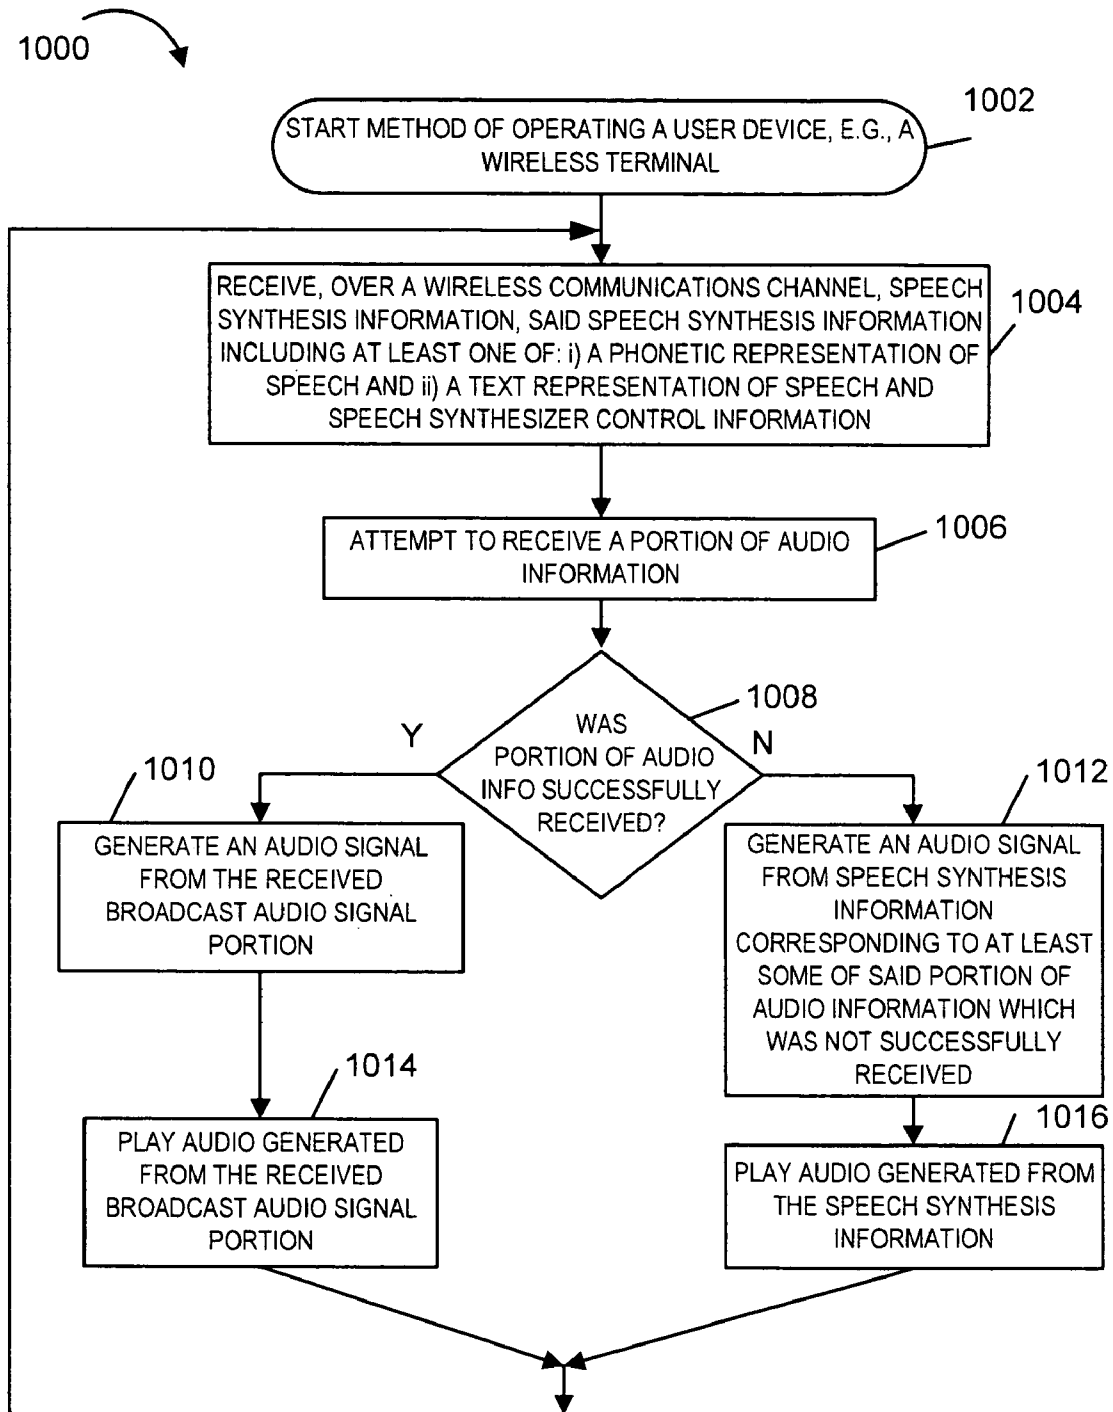 1000
1002
START METHOD OF OPERATING A USER DEVICE, E.G., A
WIRELESS TERMINAL
1004
RECEIVE, OVER A WIRELESS COMMUNICATIONS CHANNEL, SPEECH
SYNTHESIS INFORMATION, SAID SPEECH SYNTHESIS INFORMATION
INCLUDING AT LEAST ONE OF: i) A PHONETIC REPRESENTATION OF
SPEECH AND ii) A TEXT REPRESENTATION OF SPEECH AND
SPEECH SYNTHESIZER CONTROL INFORMATION
1006
ATTEMPT TO RECEIVE A PORTION OF AUDIO
INFORMATION
1008
WAS
PORTION OF AUDIO
INFO SUCCESSFULLY
RECEIVED?
Y
N
1010
GENERATE AN AUDIO SIGNAL
FROM THE RECEIVED
BROADCAST AUDIO SIGNAL
PORTION
1012
GENERATE AN AUDIO SIGNAL
FROM SPEECH SYNTHESIS
INFORMATION
CORRESPONDING TO AT LEAST
SOME OF SAID PORTION OF
AUDIO INFORMATION WHICH
WAS NOT SUCCESSFULLY
RECEIVED
1014
PLAY AUDIO GENERATED
FROM THE RECEIVED
BROADCAST AUDIO SIGNAL
PORTION
1016
PLAY AUDIO GENERATED FROM
THE SPEECH SYNTHESIS
INFORMATION